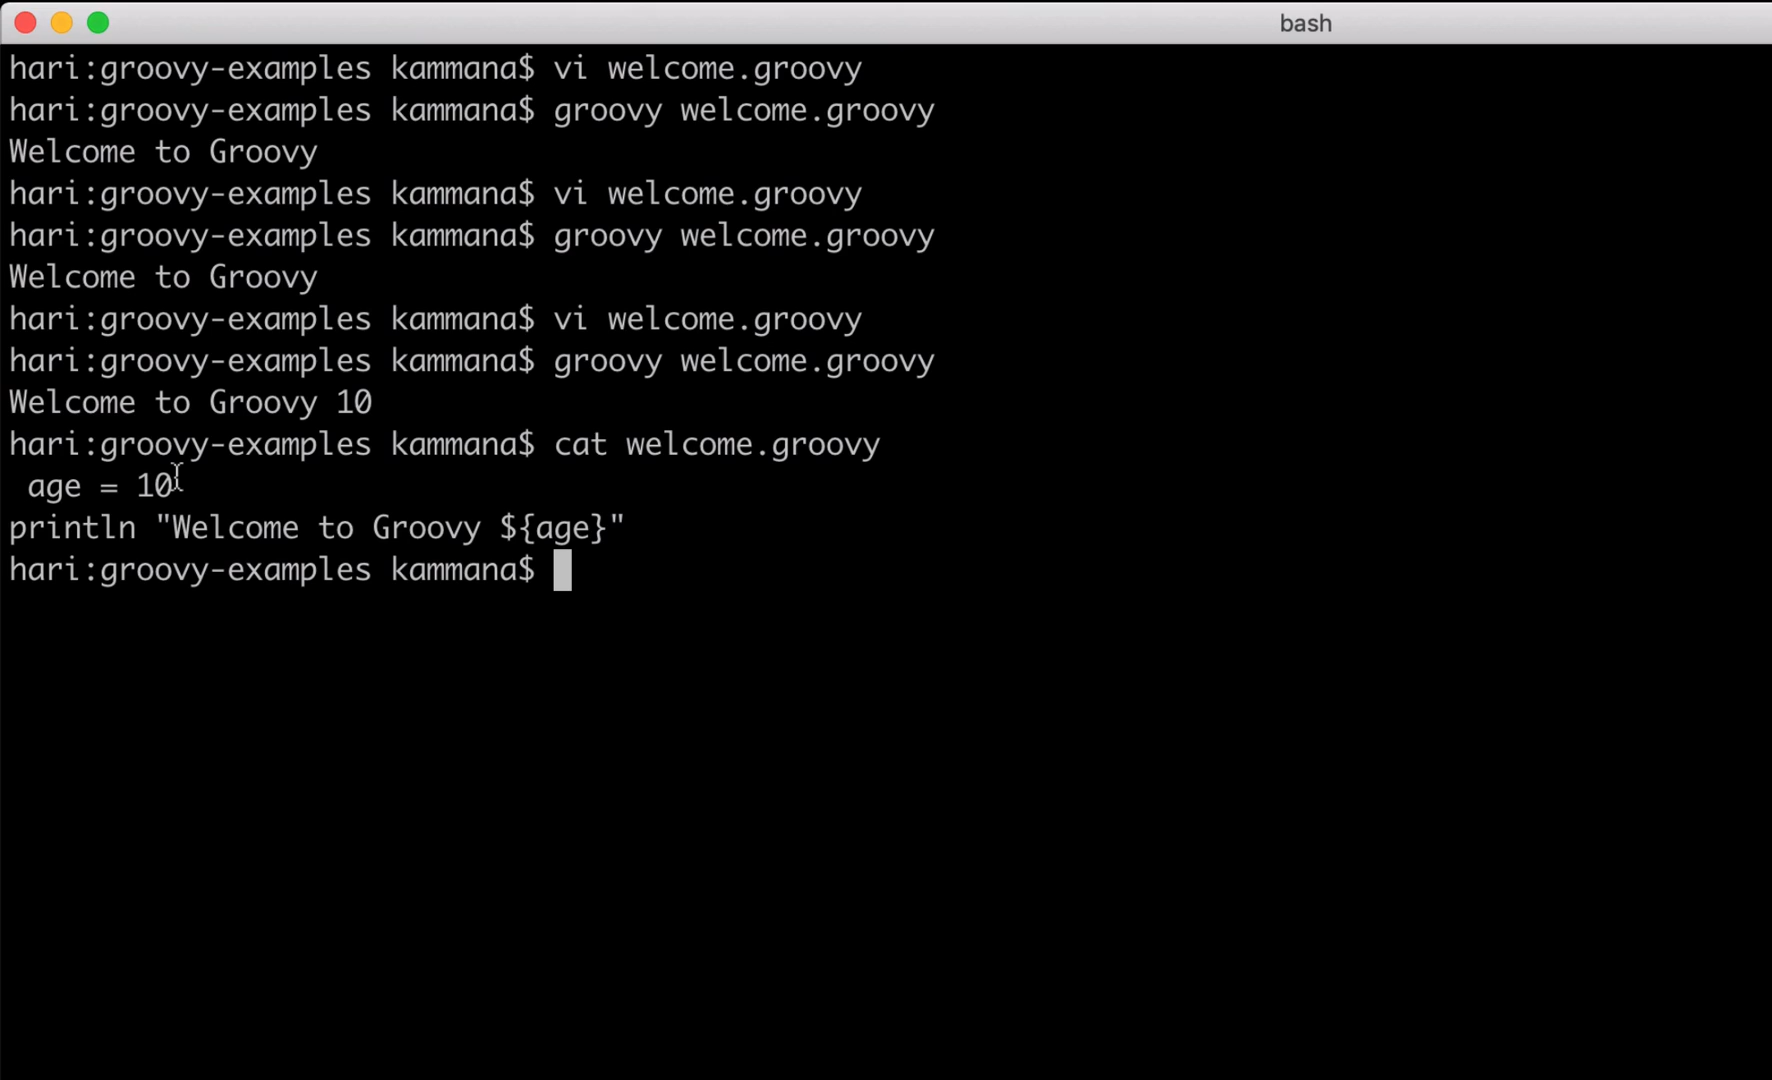 bash
hari:groovy-examples kammana$ vi welcome.groovy
hari:groovy-examples kammana$ groovy welcome.groovy
Welcome to Groovy
hari:groovy-examples kammana$ vi welcome.groovy
hari:groovy-examples kammana$ groovy welcome.groovy
Welcome to Groovy
hari:groovy-examples kammana$ vi welcome.groovy
hari:groovy-examples kammana$ groovy welcome.groovy
Welcome to Groovy 10
hari:groovy-examples kammana$ cat welcome.groovy
 age = 10
println "Welcome to Groovy ${age}"
hari:groovy-examples kammana$